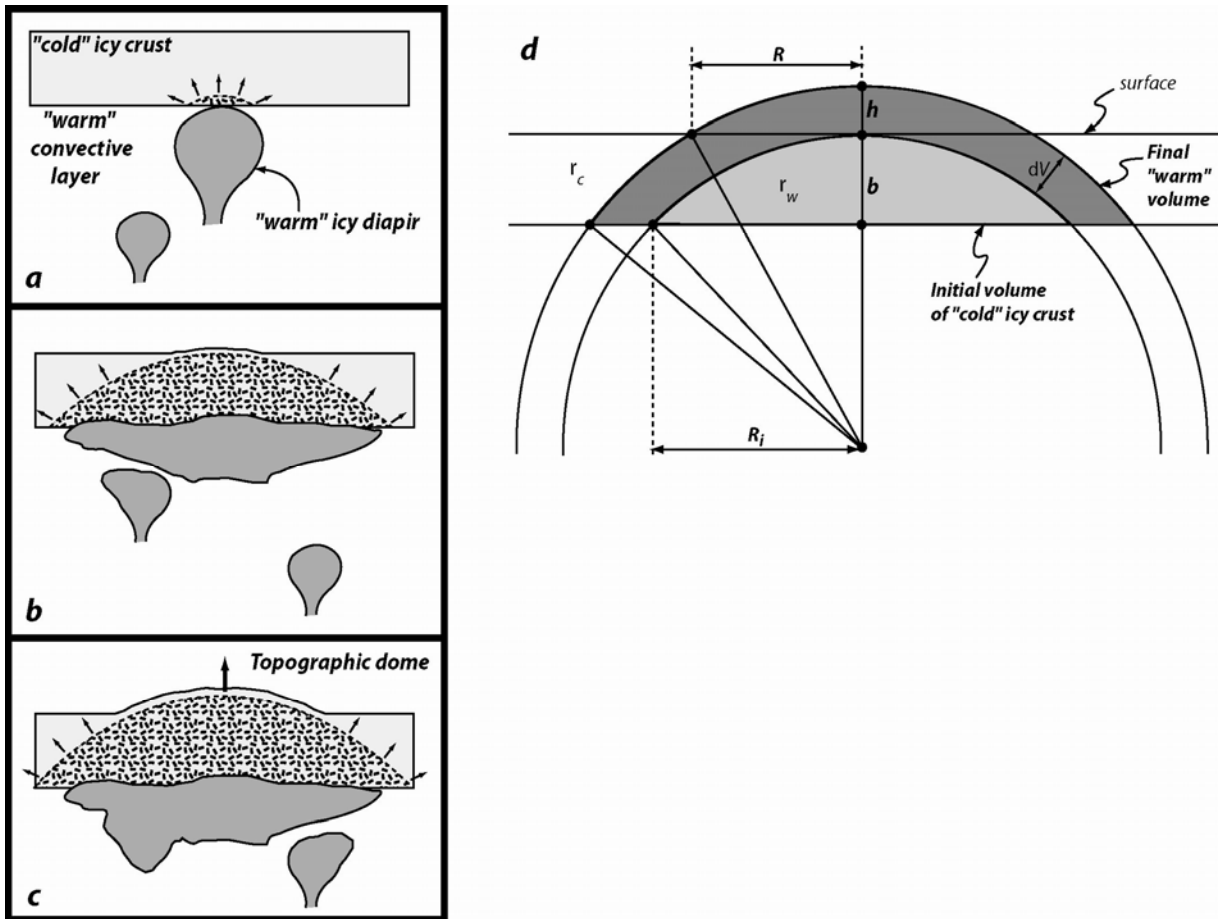 "cold" icy crust
"warm"
convective
layer
"warm" icy diapir
a
b
Topographic dome
c
d
R
surface
h
r_c
r_w
b
dV
Final
"warm"
volume
Initial volume
of "cold" icy crust
R_i